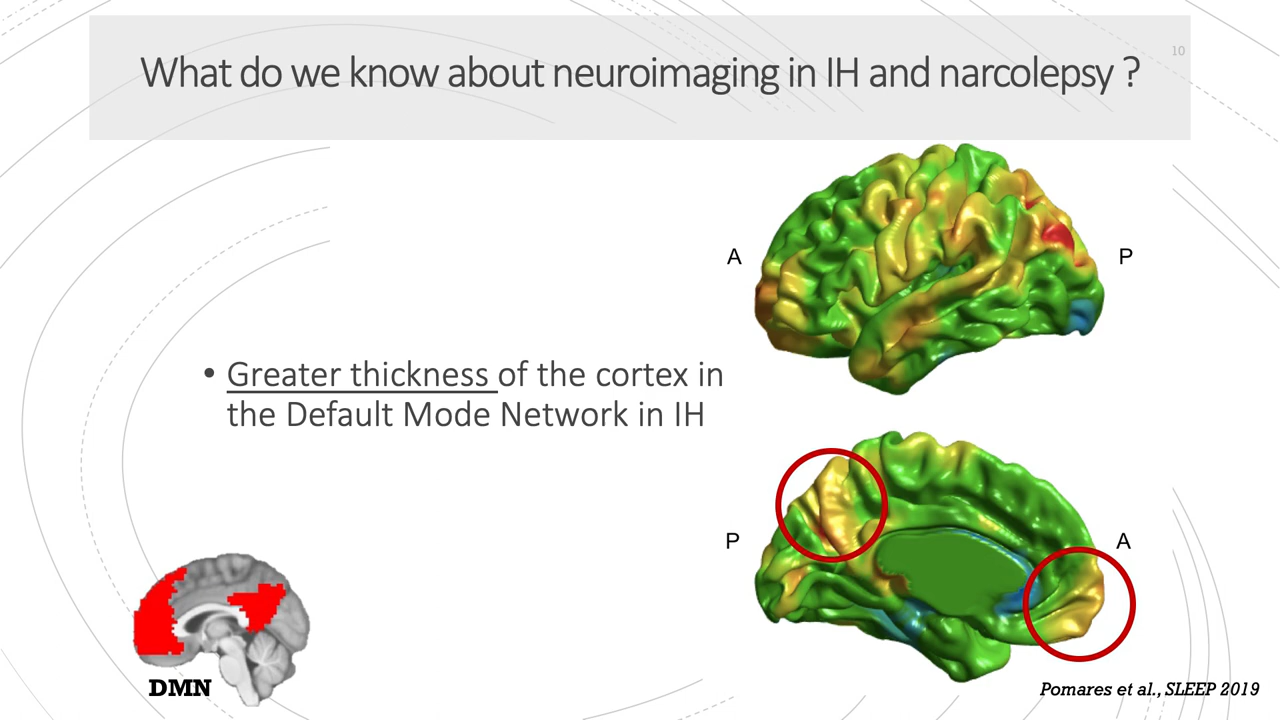 10
What do we know about neuroimaging in IH and narcolepsy ?
A
P
• Greater thickness of the cortex in
the Default Mode Network in IH
P
A
DMN
Pomares et al., SLEEP 2019